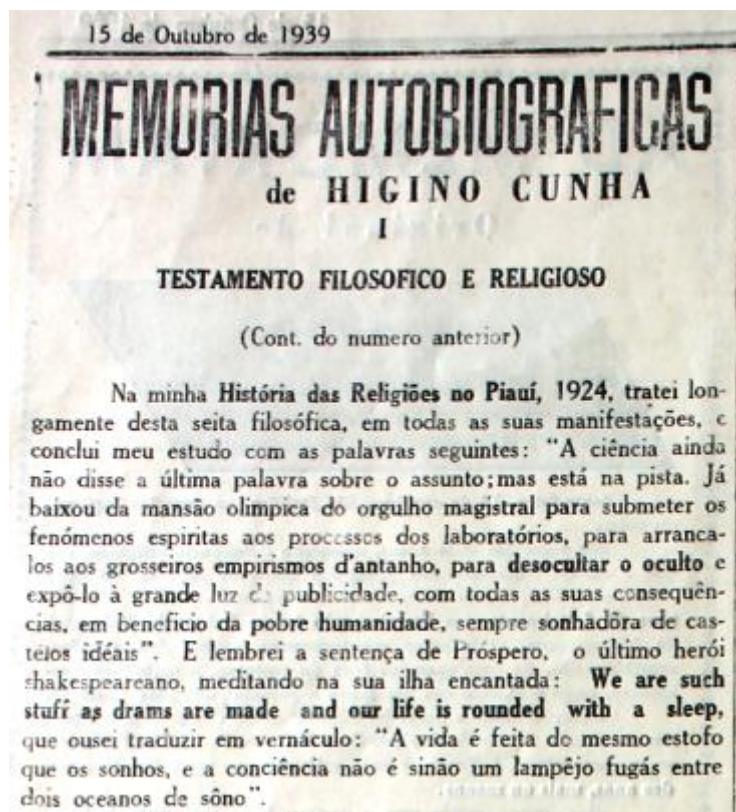 15 de Outubro de 1939
MEMORIAS AUTOBIOGRAFICAS
de HIGINO CUNHA
I
TESTAMENTO FILOSOFICO E RELIGIOSO
(Cont. do numero anterior)
Na minha História das Religiões no Piauí, 1924, tratei lon-
gamente desta seita filosófica, em todas as suas manifestações, e
conclui meu estudo com as palavras seguintes: "A ciência ainda
não disse a última palavra sobre o assunto;mas está na pista. Já
baixou da mansão olimpica do orgulho magistral para submeter os
fenómenos espiritas aos processos dos laboratórios, para arranca-
los aos grosseiros empirismos d'antanho, para desocultar o oculto e
expô-lo à grande luz da publicidade, com todas as suas consequên-
cias, em beneficio da pobre humanidade, sempre sonhadôra de cas-
telos idéais". E lembrei a sentença de Próspero, o último herói
shakespeareano, meditando na sua ilha encantada: We are such
stuff as drams are made and our life is rounded with a sleep,
que ousei traduzir em vernáculo: "A vida é feita do mesmo estofo
que os sonhos, e a conciência não é sinão um lampêjo fugás entre
dois oceanos de sôno".